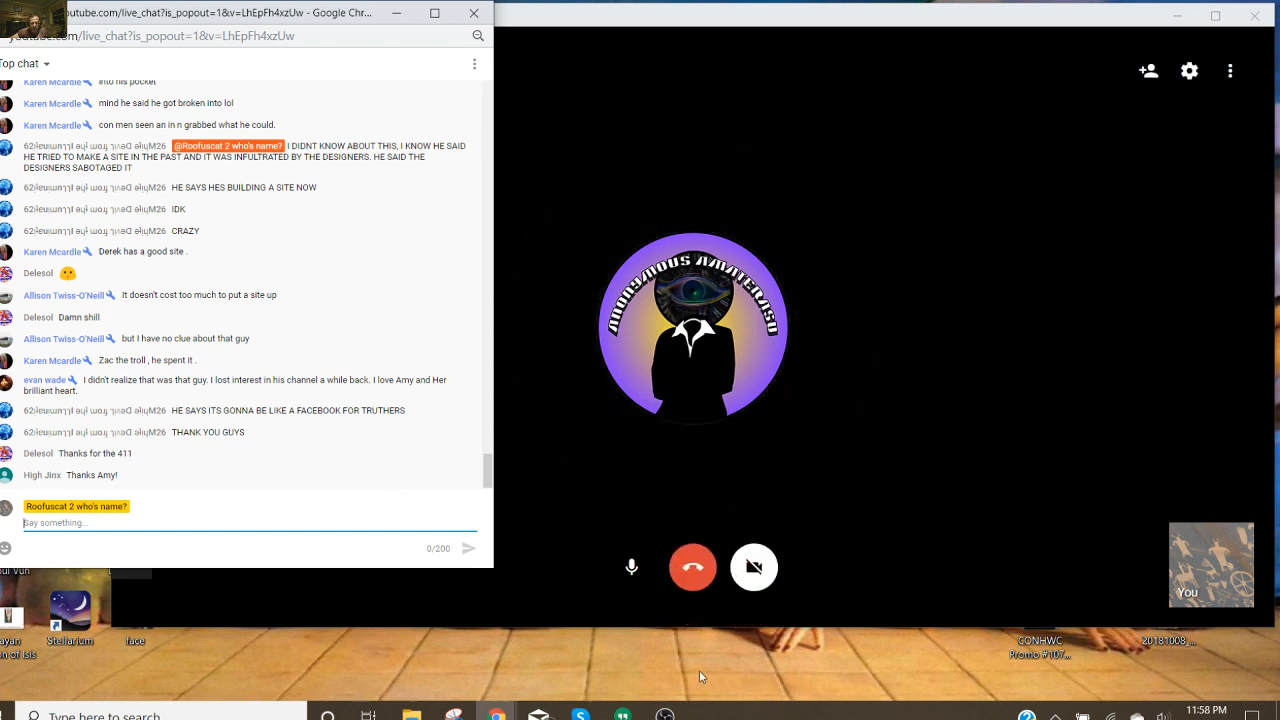 youtube.com/live_chat?is_popout=1&v=LhEpFh4xzUw - Google Chr...
youtube.com/live_chat?is_popout=1&v=LhEpFh4xzUw
Top chat
Karen Mcardle into his pocket
Karen Mcardle mind he said he got broken into lol
Karen Mcardle con men seen an in n grabbed what he could.
@Roofuscat 2 who's name? I DIDNT KNOW ABOUT THIS, I KNOW HE SAID
HE TRIED TO MAKE A SITE IN THE PAST AND IT WAS INFULTRATED BY THE DESIGNERS. HE SAID THE
DESIGNERS SABOTAGED IT
HE SAYS HES BUILDING A SITE NOW
IDK
CRAZY
Karen Mcardle Derek has a good site .
Delesol
Allison Twiss-O'Neill It doesn't cost too much to put a site up
Delesol Damn shill
Allison Twiss-O'Neill but I have no clue about that guy
Karen Mcardle Zac the troll , he spent it .
evan wade I didn't realize that was that guy. I lost interest in his channel a while back. I love Amy and Her
brilliant heart.
HE SAYS ITS GONNA BE LIKE A FACEBOOK FOR TRUTHERS
THANK YOU GUYS
Delesol Thanks for the 411
High Jinx Thanks Amy!
Roofuscat 2 who's name?
Say something...
0/200
ANONYMOUS AMATERASU
You
Stellarium
face
CONHWC
Promo #107...
20181008_...
on of Isis
Type here to search
11:58 PM